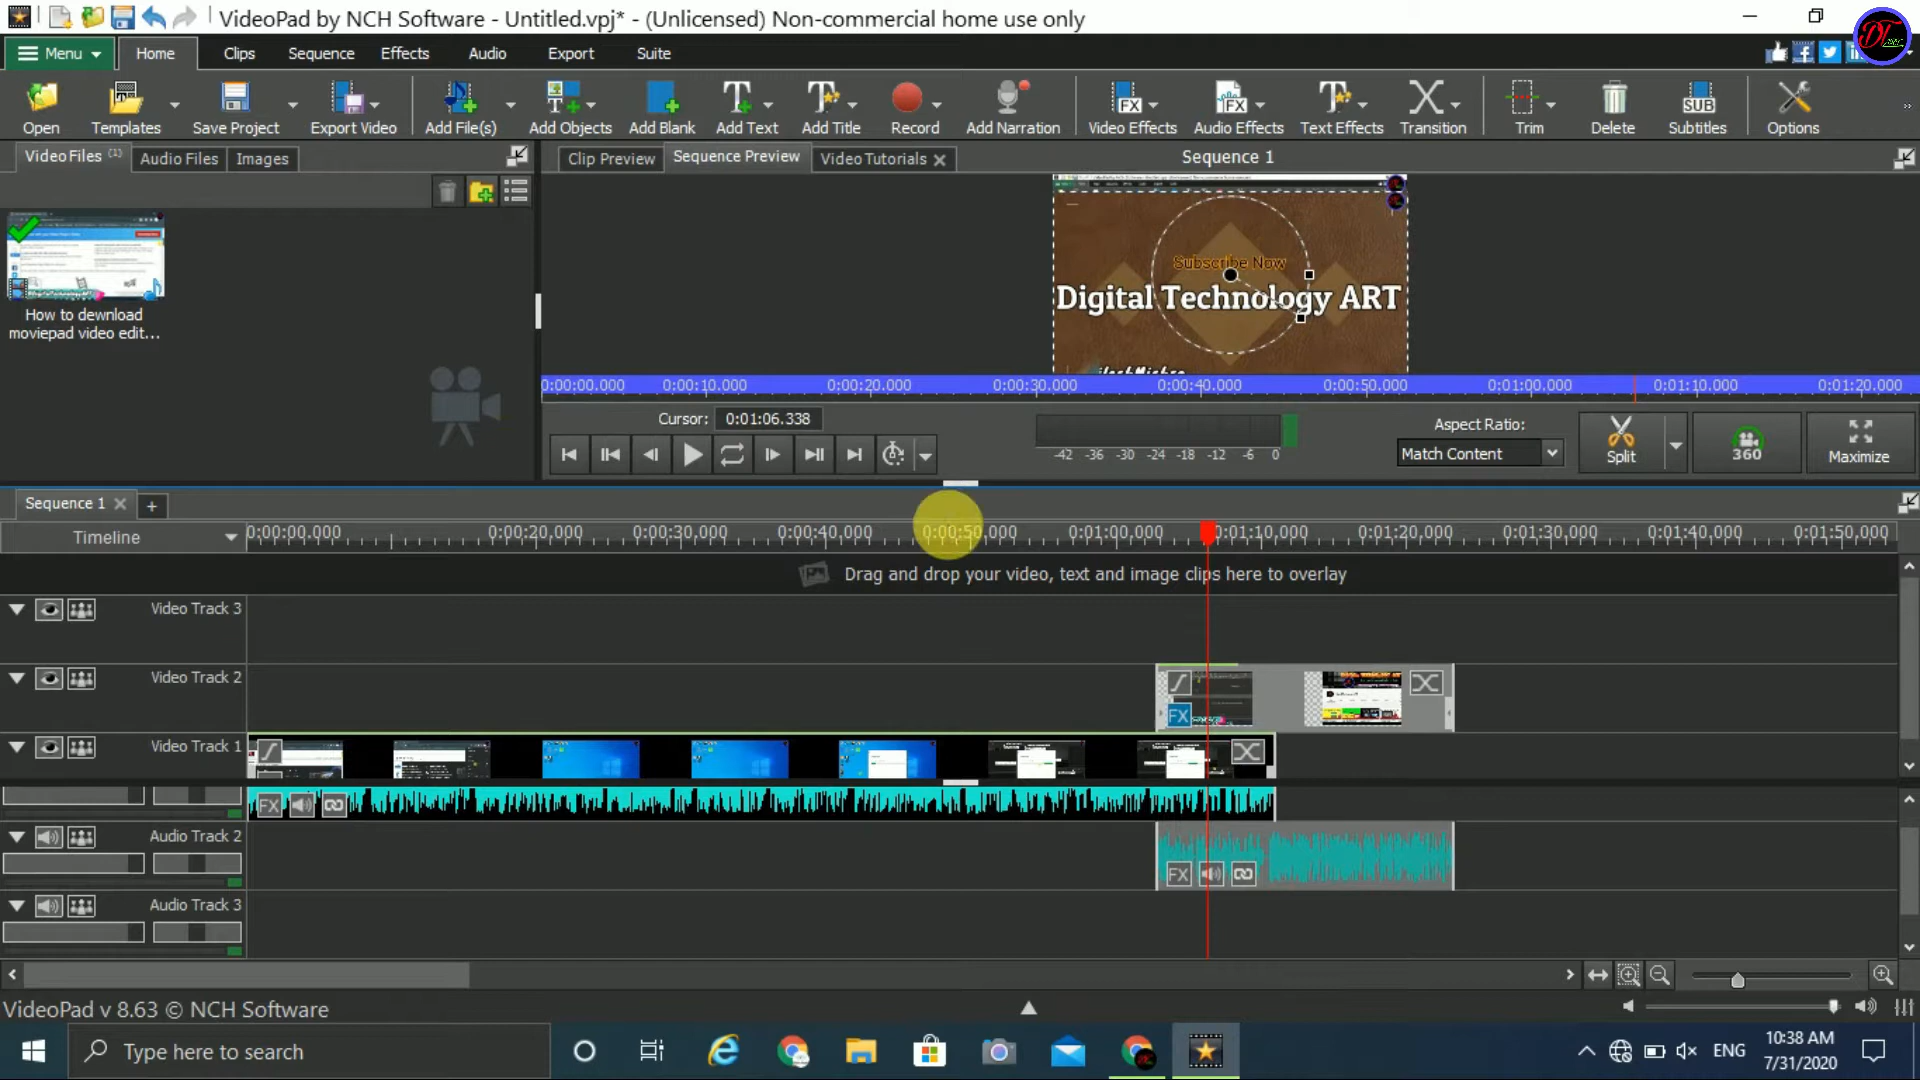 VideoPad by NCH Software - Untitled.vpj* - (Unlicensed) Non-commercial home use only
Menu Home Clips Sequence Effects Audio Export Suite
Open Templates Save Project Export Video Add File(s) Add Objects Add Blank Add Text Add Title Record Add Narration Video Effects Audio Effects Text Effects Transition Trim Delete Subtitles Options
Video Files (1) Audio Files Images
Clip Preview Sequence Preview Video Tutorials Sequence 1
How to dewnload
moviepad video edit...
Subscribe Now
Digital Technology ART
0:00:00.000 0:00:10.000 0:00:20.000 0:00:30.000 0:00:40.000 0:00:50.000 0:01:00.000 0:01:10.000 0:01:20.000
Cursor: 0:01:06.338
-42 -36 -30 -24 -18 -12 -6 0
Aspect Ratio:
Match Content
Split
360
Maximize
Sequence 1
Timeline
0:00:00,000 0:00:20,000 0:00:30,000 0:00:40,000 0:00:50,000 0:01:00,000 0:01:10,000 0:01:20,000 0:01:30,000 0:01:40,000 0:01:50,000
Drag and drop your video, text and image clips here to overlay
Video Track 3
Video Track 2
FX
Video Track 1
FX
Audio Track 2
FX
Audio Track 3
VideoPad v 8.63 © NCH Software
Type here to search
ENG
10:38 AM
7/31/2020